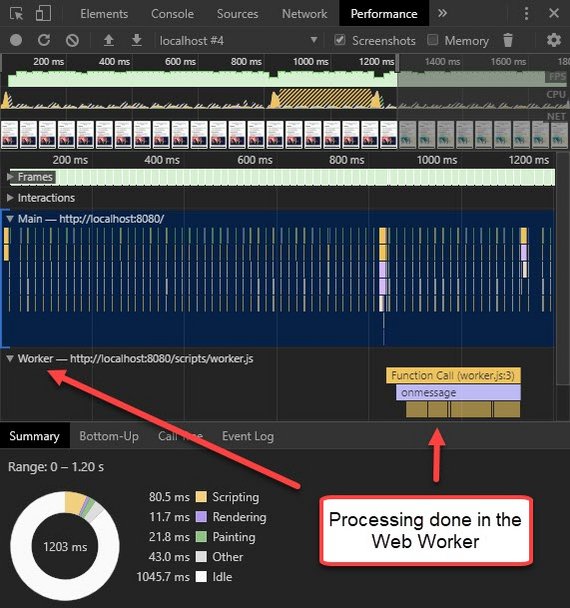 Elements Console Sources Network Performance »
localhost #4 Screenshots Memory
200 ms 400 ms 600 ms 800 ms 1000 ms 1200 ms 1400 ms 1600 ms 180
FPS
CPU
NET
200 ms 400 ms 600 ms 800 ms 1000 ms 1200 ms
Frames
Interactions
Main — http://localhost:8080/
Worker — http://localhost:8080/scripts/worker.js
Function Call (worker.js:3)
onmessage
Summary Bottom-Up Call Tree Event Log
Range: 0 – 1.20 s
80.5 ms Scripting
11.7 ms Rendering
21.8 ms Painting
43.0 ms Other
1045.7 ms Idle
1203 ms
Processing done in the
Web Worker